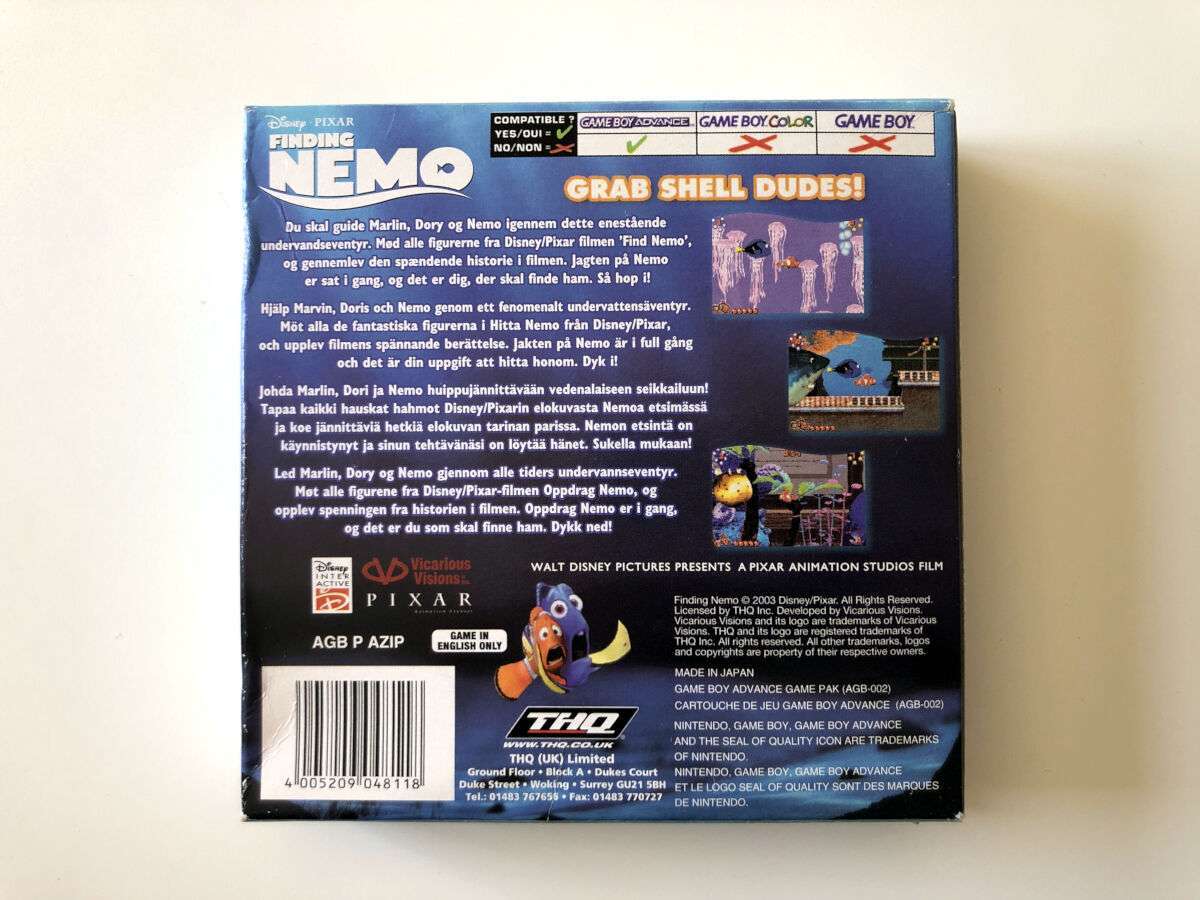 Disney · PIXAR
FINDING
NEMO
COMPATIBLE ?
YES/OUI = ✓
NO/NON = ✗
GAME BOY ADVANCE
GAME BOY COLOR
GAME BOY
GRAB SHELL DUDES!
Du skal guide Marlin, Dory og Nemo igennem dette enestående
undervandseventyr. Mød alle figurerne fra Disney/Pixar filmen 'Find Nemo',
og gennemlev den spændende historie i filmen. Jagten på Nemo
er sat i gang, og det er dig, der skal finde ham. Så hop i!
Hjälp Marvin, Doris och Nemo genom ett fenomenalt undervattensäventyr.
Möt alla de fantastiska figurerna i Hitta Nemo från Disney/Pixar,
och upplev filmens spännande berättelse. Jakten på Nemo är i full gång
och det är din uppgift att hitta honom. Dyk i!
Johda Marlin, Dori ja Nemo huippujännittävään vedenalaiseen seikkailuun!
Tapaa kaikki hauskat hahmot Disney/Pixarin elokuvasta Nemoa etsimässä
ja koe jännittäviä hetkiä elokuvan tarinan parissa. Nemon etsintä on
käynnistynyt ja sinun tehtävänäsi on löytää hänet. Sukella mukaan!
Led Marlin, Dory og Nemo gjennom alle tiders undervannseventyr.
Møt alle figurene fra Disney/Pixar-filmen Oppdrag Nemo, og
opplev spenningen fra historien i filmen. Oppdrag Nemo er i gang,
og det er du som skal finne ham. Dykk ned!
Disney
INTER
ACTIVE
Vicarious
Visions
PIXAR
Animation Studios
WALT DISNEY PICTURES PRESENTS A PIXAR ANIMATION STUDIOS FILM
AGB P AZIP
GAME IN
ENGLISH ONLY
Finding Nemo © 2003 Disney/Pixar. All Rights Reserved.
Licensed by THQ Inc. Developed by Vicarious Visions.
Vicarious Visions and its logo are trademarks of Vicarious
Visions. THQ and its logo are registered trademarks of
THQ Inc. All rights reserved. All other trademarks, logos
and copyrights are property of their respective owners.
MADE IN JAPAN
GAME BOY ADVANCE GAME PAK (AGB-002)
CARTOUCHE DE JEU GAME BOY ADVANCE (AGB-002)
NINTENDO, GAME BOY, GAME BOY ADVANCE
AND THE SEAL OF QUALITY ICON ARE TRADEMARKS
OF NINTENDO.
NINTENDO, GAME BOY, GAME BOY ADVANCE
ET LE LOGO SEAL OF QUALITY SONT DES MARQUES
DE NINTENDO.
THQ
WWW.THQ.CO.UK
THQ (UK) Limited
Ground Floor • Block A • Dukes Court
Duke Street • Woking • Surrey GU21 5BH
Tel.: 01483 767656 • Fax: 01483 770727
4 005209 048118